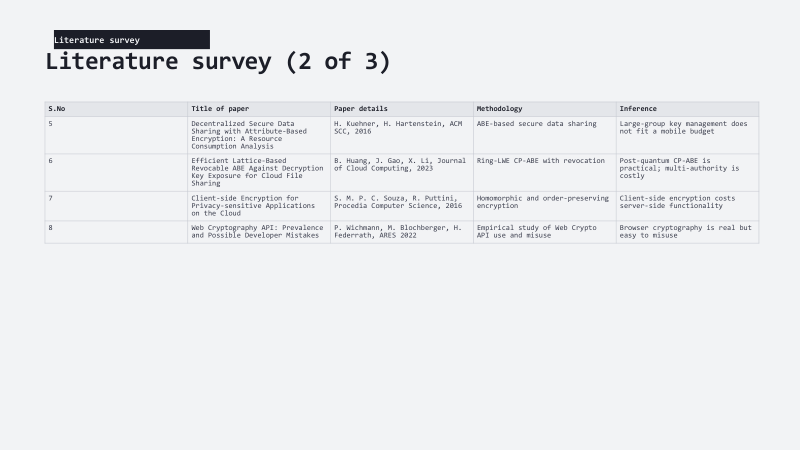 Literature survey
Literature survey (2 of 3)
S.No Title of paper Paper details Methodology Inference
5 Decentralized Secure Data Sharing with Attribute-Based Encryption: A Resource Consumption Analysis H. Kuehner, H. Hartenstein, ACM SCC, 2016 ABE-based secure data sharing Large-group key management does not fit a mobile budget
6 Efficient Lattice-Based Revocable ABE Against Decryption Key Exposure for Cloud File Sharing B. Huang, J. Gao, X. Li, Journal of Cloud Computing, 2023 Ring-LWE CP-ABE with revocation Post-quantum CP-ABE is practical; multi-authority is costly
7 Client-side Encryption for Privacy-sensitive Applications on the Cloud S. M. P. C. Souza, R. Puttini, Procedia Computer Science, 2016 Homomorphic and order-preserving encryption Client-side encryption costs server-side functionality
8 Web Cryptography API: Prevalence and Possible Developer Mistakes P. Wichmann, M. Blochberger, H. Federrath, ARES 2022 Empirical study of Web Crypto API use and misuse Browser cryptography is real but easy to misuse